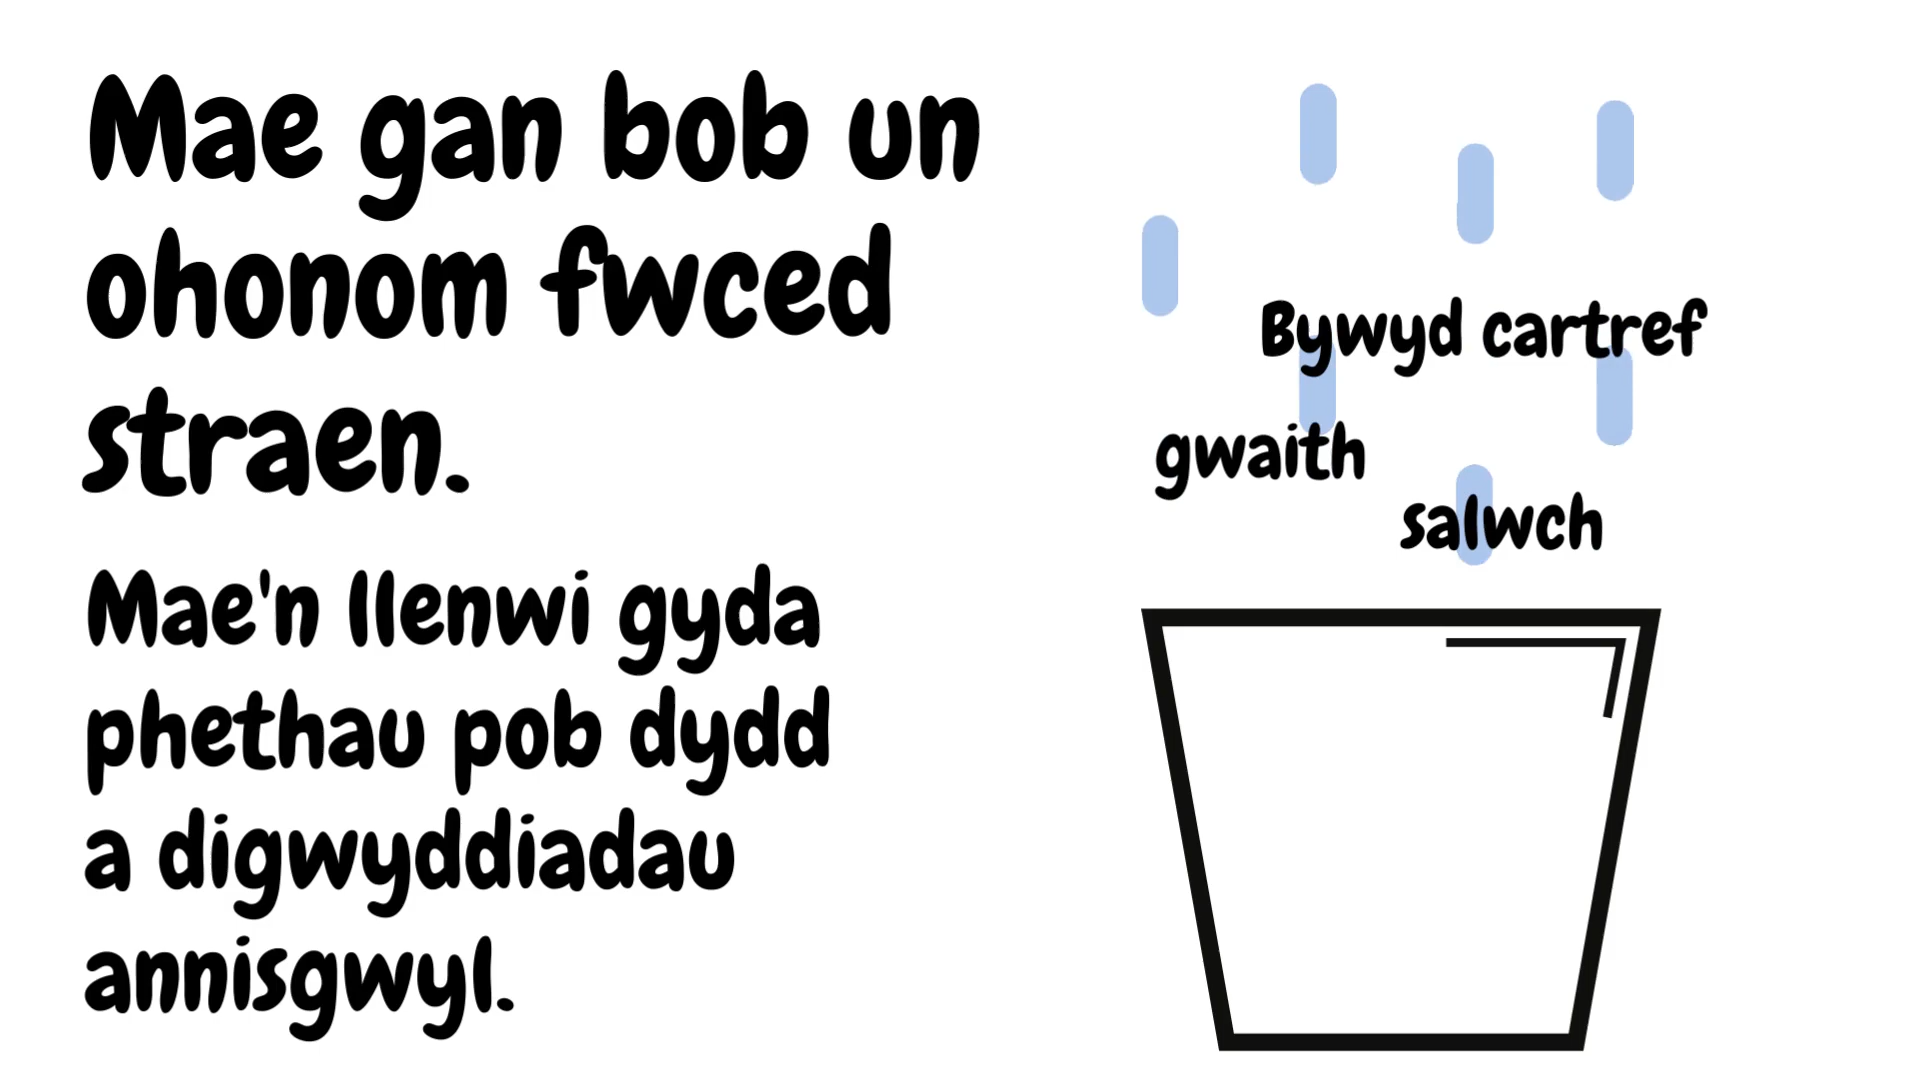 Mae gan bob un
ohonom fwced
straen.
Mae'n llenwi gyda
phethau pob dydd
a digwyddiadau
annisgwyl.
Bywyd cartref
gwaith
salwch